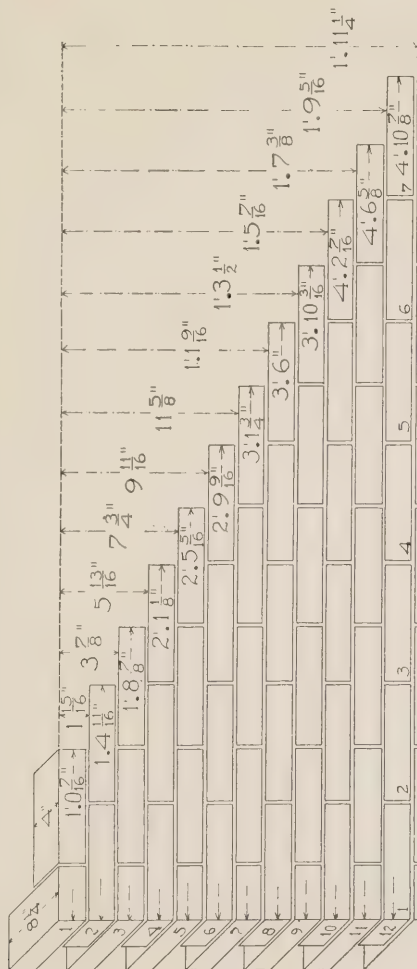 8 1/4"
4"
1 15/16"
3 7/8"
5 13/16"
7 3/4"
9 11/16"
11 5/8"
1'.1 9/16"
1'.3 1/2"
1'.5 7/16"
1'.7 3/8"
1'.9 5/16"
1'.11 1/4"
1 1'.0 7/16"
2 1'.4 11/16"
3 1'.8 7/8"
4 2'.1 1/8"
5 2'.5 5/16"
6 2'.9 9/16"
7 3'.1 3/4"
8 3'.6"
9 3'.10 3/16"
10 4'.2 7/16"
11 4'.6 5/8"
12 4'.10 7/8"
1 2 3 4 5 6 7